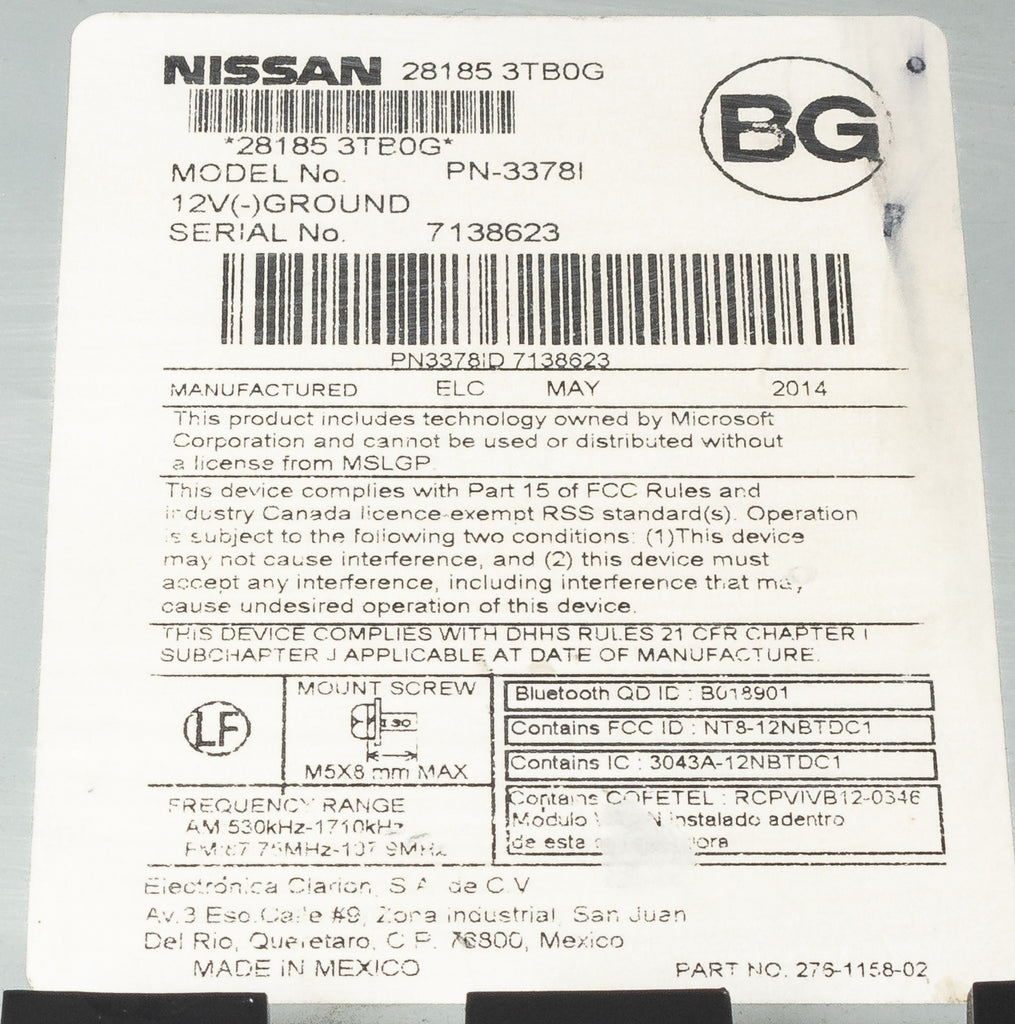 NISSAN 28185 3TB0G
BG
*28185 3TB0G*
MODEL No. PN-3378I
12V(-)GROUND
SERIAL No. 7138623
PN3378ID 7138623
MANUFACTURED ELC MAY 2014
This product includes technology owned by Microsoft
Corporation and cannot be used or distributed without
a license from MSLGP.
This device complies with Part 15 of FCC Rules and
Industry Canada licence-exempt RSS standard(s). Operation
is subject to the following two conditions: (1)This device
may not cause interference, and (2) this device must
accept any interference, including interference that may
cause undesired operation of this device.
THIS DEVICE COMPLIES WITH DHHS RULES 21 CFR CHAPTER I
SUBCHAPTER J APPLICABLE AT DATE OF MANUFACTURE.
LF
MOUNT SCREW
M5X8 mm MAX
FREQUENCY RANGE
AM 530kHz-1710kHz
FM 87.75MHz-107.9MHz
Bluetooth QD ID : B018901
Contains FCC ID : NT8-12NBTDC1
Contains IC : 3043A-12NBTDC1
Contains COFETEL : RCPVIVB12-0346
Modulo instalado adentro
de esta
Electrónica Clarion, S.A. de C.V
Av.3 Esq.Calle #9, Zona Industrial, San Juan
Del Rio, Queretaro, C.P. 76800, Mexico
MADE IN MEXICO
PART NO. 276-1158-02